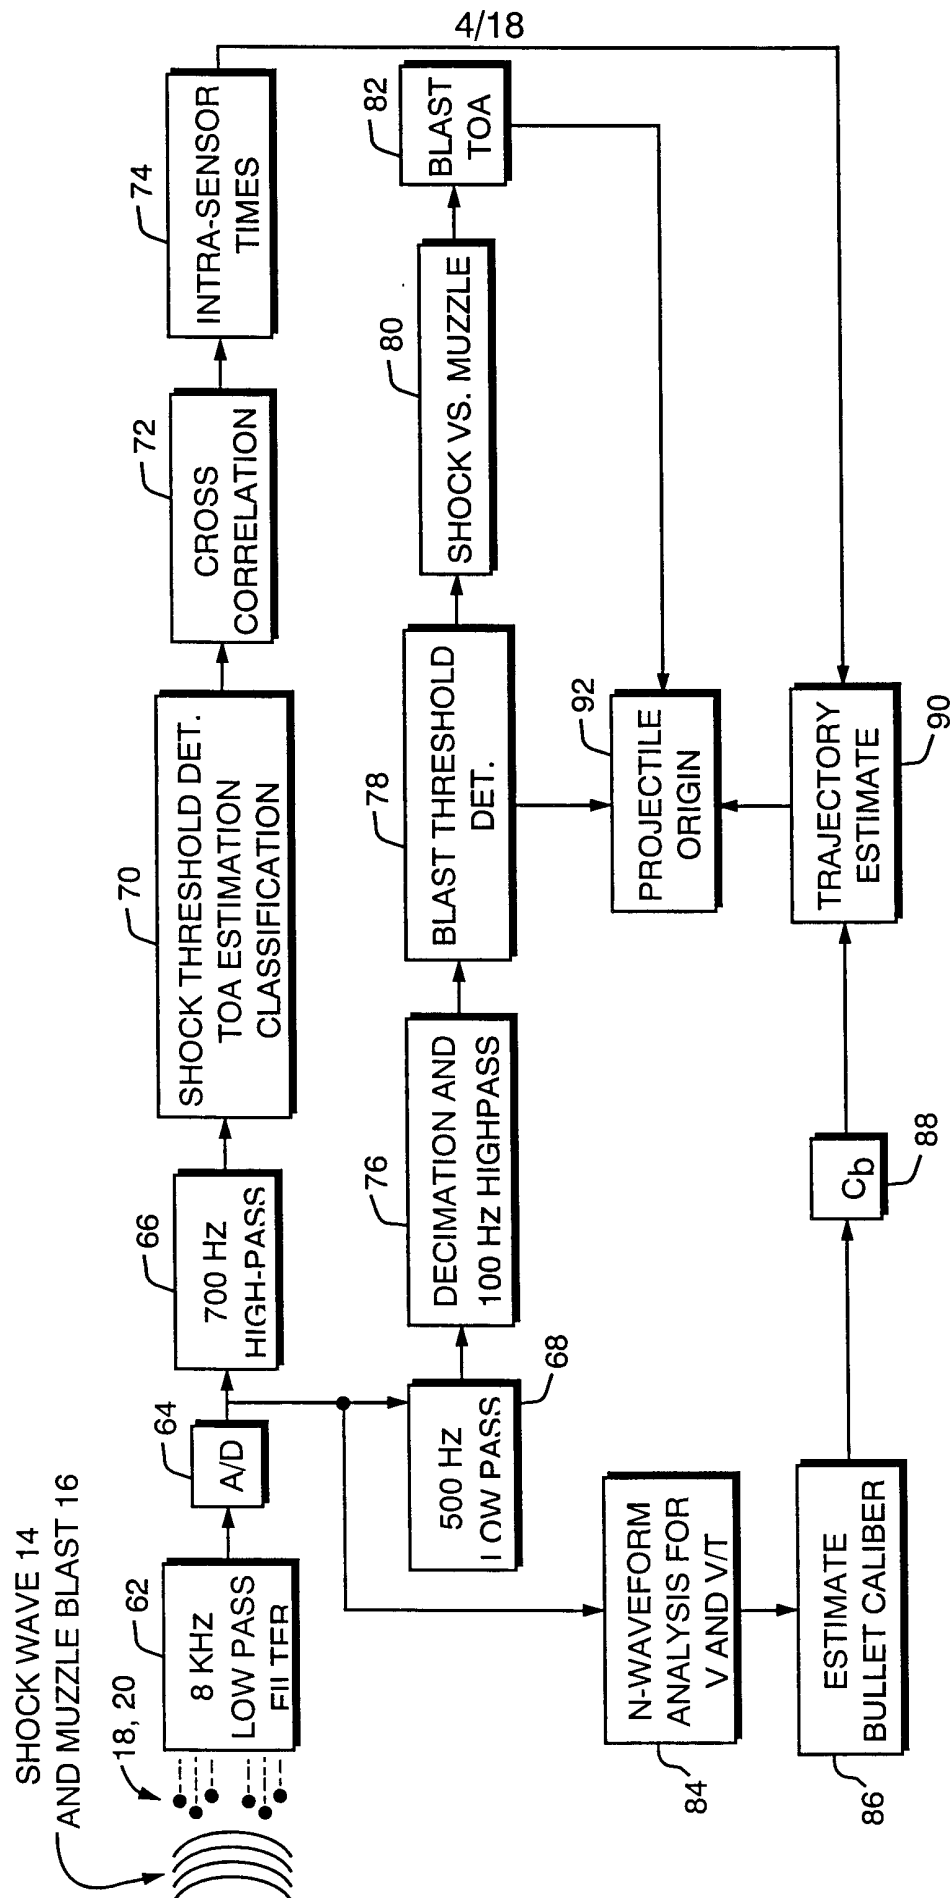 4/18
SHOCK WAVE 14
AND MUZZLE BLAST 16
18, 20
62
8 KHz
LOW PASS
FILTER
64
A/D
66
700 Hz
HIGH-PASS
70
SHOCK THRESHOLD DET.
TOA ESTIMATION
CLASSIFICATION
72
CROSS
CORRELATION
74
INTRA-SENSOR
TIMES
500 Hz
LOW PASS
68
76
DECIMATION AND
100 Hz HIGHPASS
78
BLAST THRESHOLD
DET.
80
SHOCK VS. MUZZLE
82
BLAST
TOA
N-WAVEFORM
ANALYSIS FOR
V AND V/T
84
92
PROJECTILE
ORIGIN
ESTIMATE
BULLET CALIBER
86
Cb
88
TRAJECTORY
ESTIMATE
90